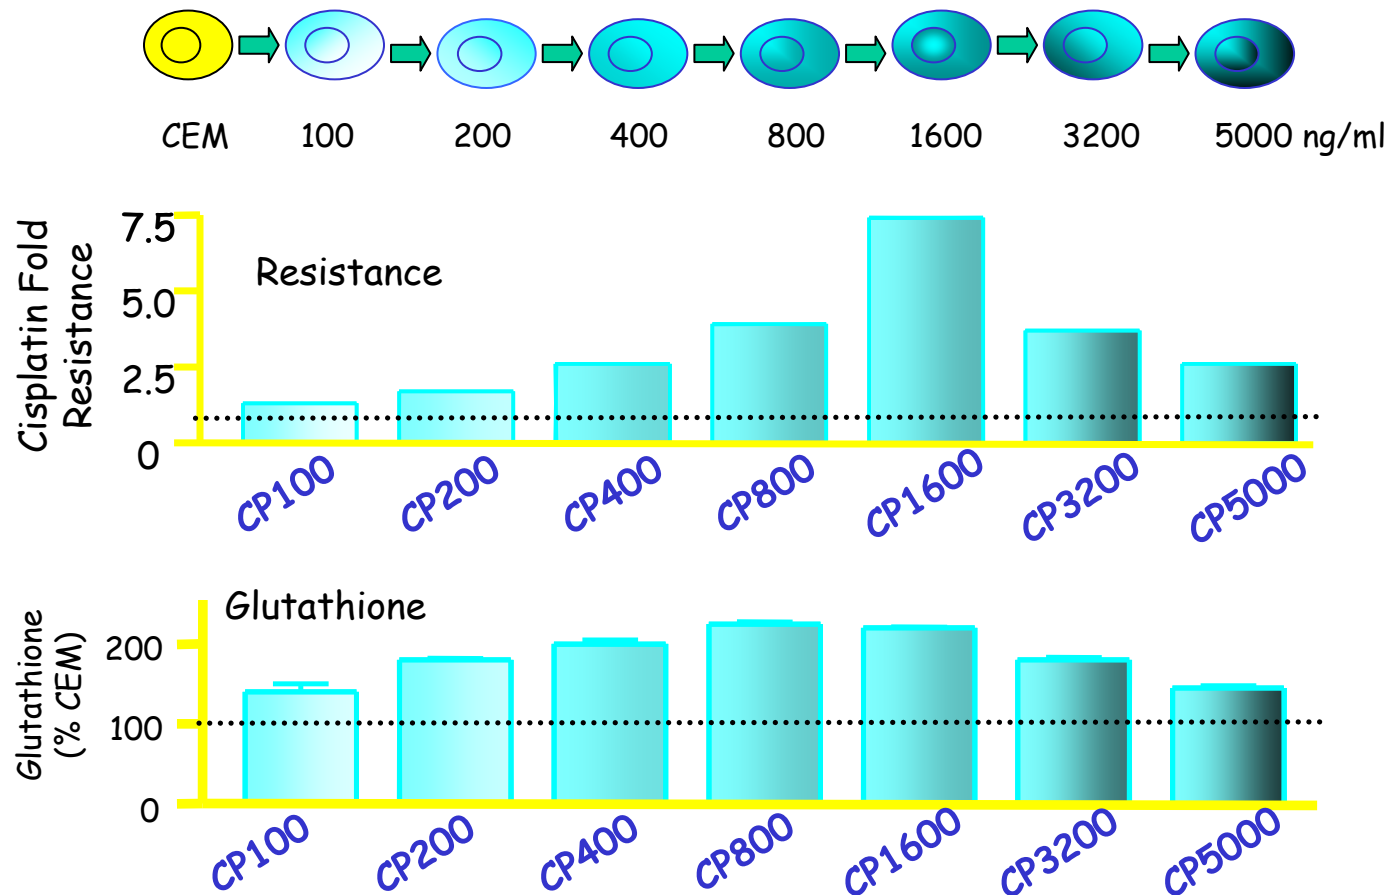 CEM 100 200 400 800 1600 3200 5000 ng/ml
Cisplatin Fold
Resistance
7.5
5.0
2.5
0
Resistance
CP100 CP200 CP400 CP800 CP1600 CP3200 CP5000
Glutathione
(% CEM)
200
100
0
Glutathione
CP100 CP200 CP400 CP800 CP1600 CP3200 CP5000